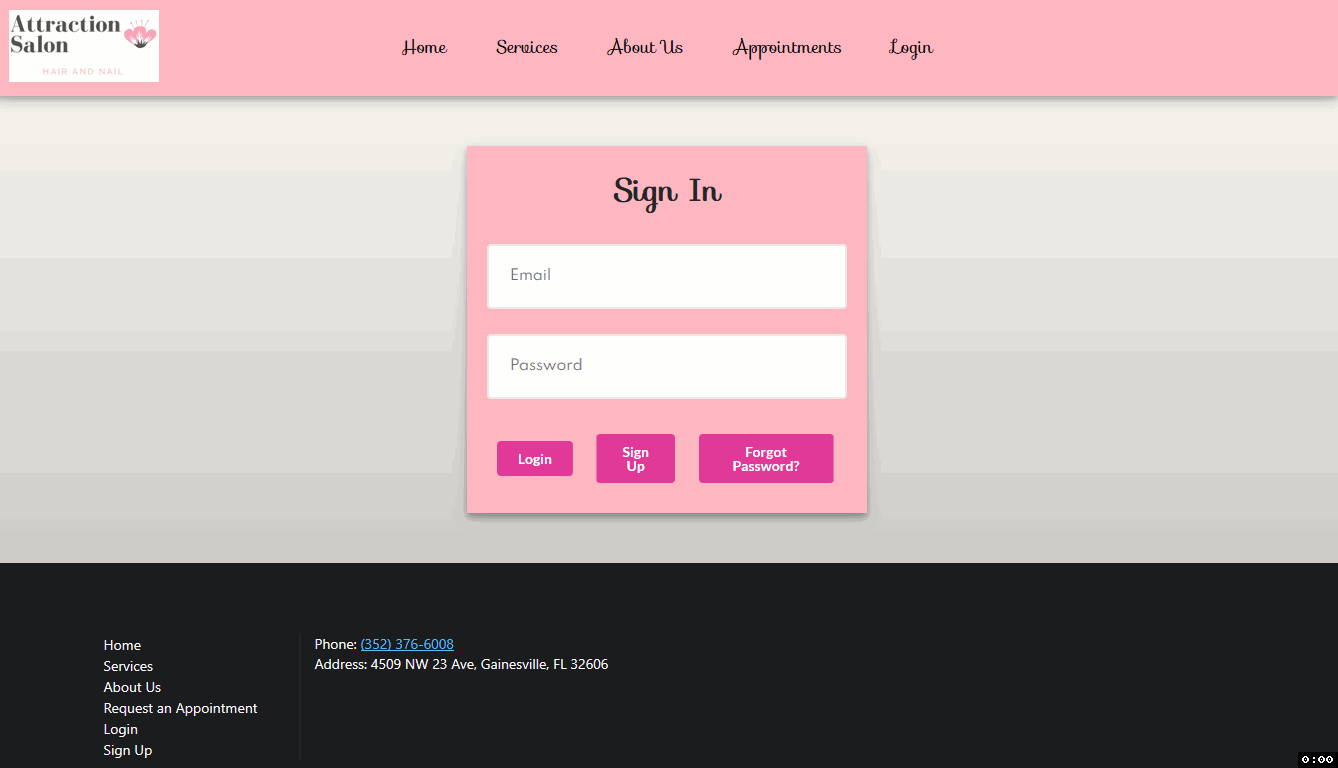 Attraction
Salon
HAIR AND NAIL
Home Services About Us Appointments Login
Sign In
Email
Password
Login
Sign Up
Forgot Password?
Home
Services
About Us
Request an Appointment
Login
Sign Up
Phone: (352) 376-6008
Address: 4509 NW 23 Ave, Gainesville, FL 32606
0:00